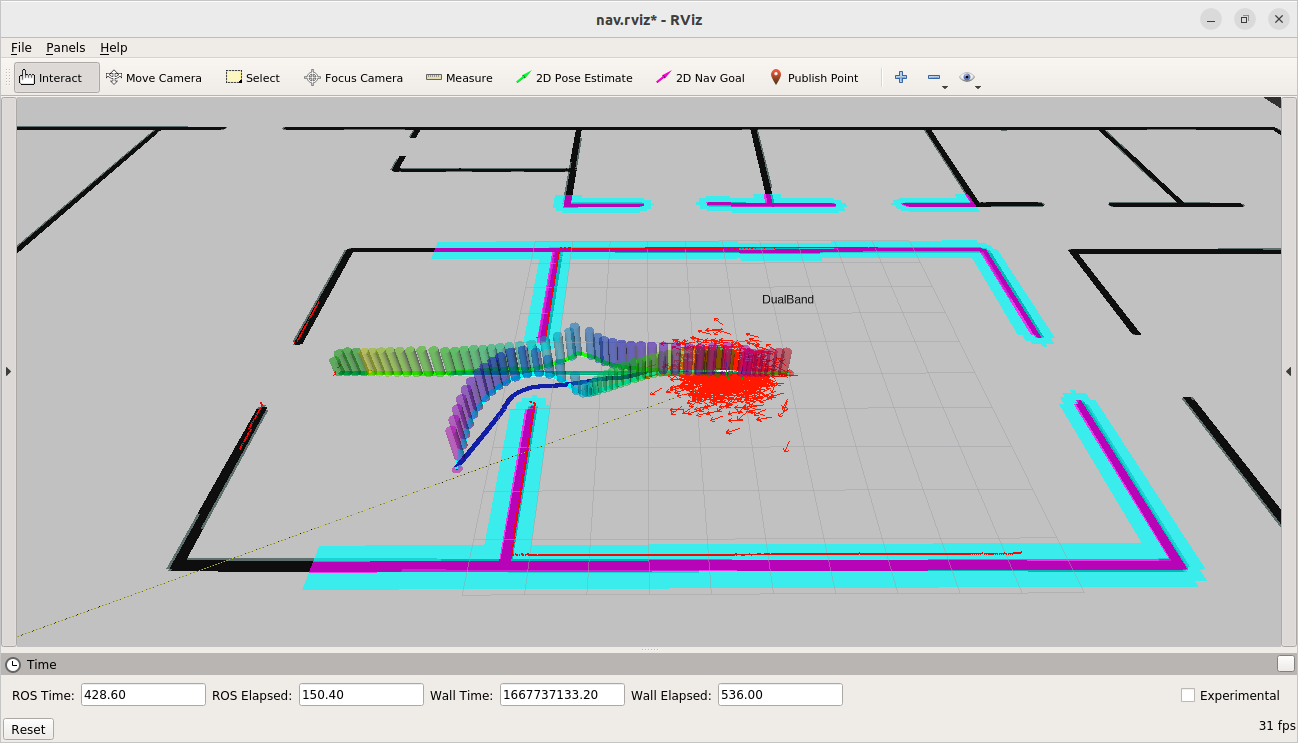 nav.rviz* - RViz
File Panels Help
Interact Move Camera Select Focus Camera Measure 2D Pose Estimate 2D Nav Goal Publish Point
DualBand
Time
ROS Time: 428.60 ROS Elapsed: 150.40 Wall Time: 1667737133.20 Wall Elapsed: 536.00 Experimental
Reset 31 fps